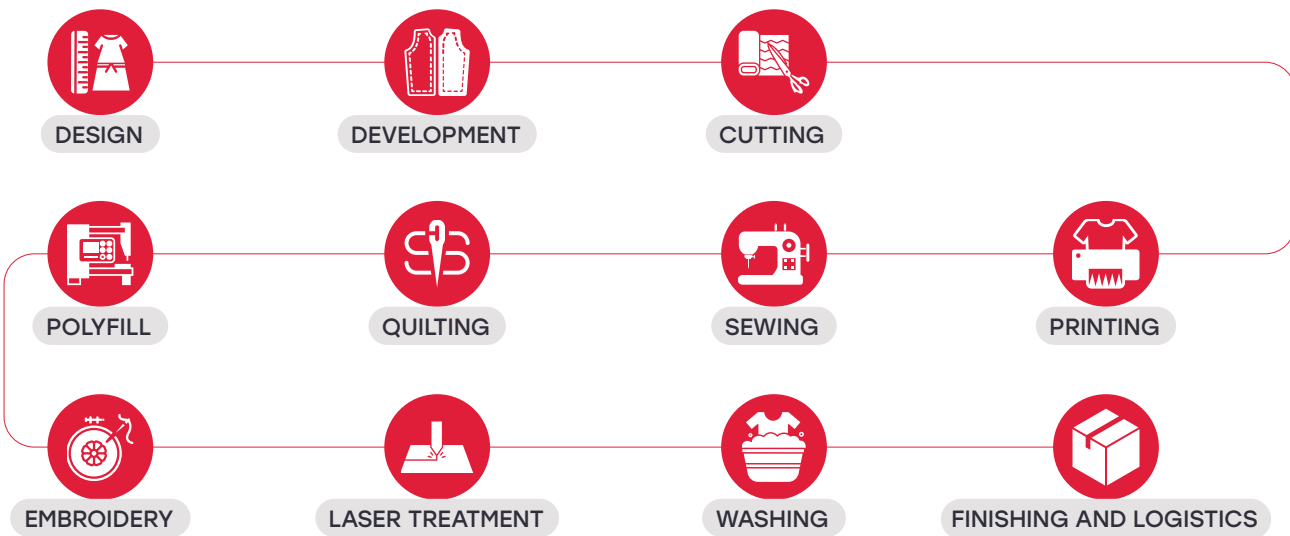 DESIGN
DEVELOPMENT
CUTTING
POLYFILL
QUILTING
SEWING
PRINTING
EMBROIDERY
LASER TREATMENT
WASHING
FINISHING AND LOGISTICS